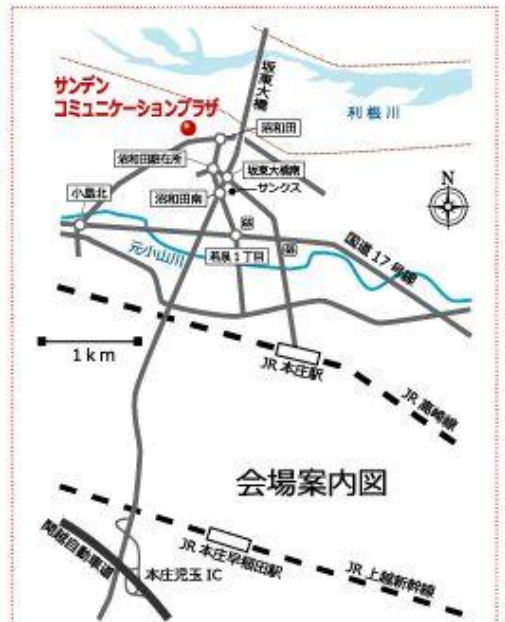 坂東大橋
サンデン
コミュニケーションプラザ
利根川
沼和田
沼和田駐在所
坂東大橋南
小島北
沼和田南
サンクス
N
元小山川
若泉1丁目
国道17号線
1km
JR 本庄駅
JR 高崎線
会場案内図
関越自動車道
JR 本庄早稲田駅
本庄児玉IC
JR 上越新幹線